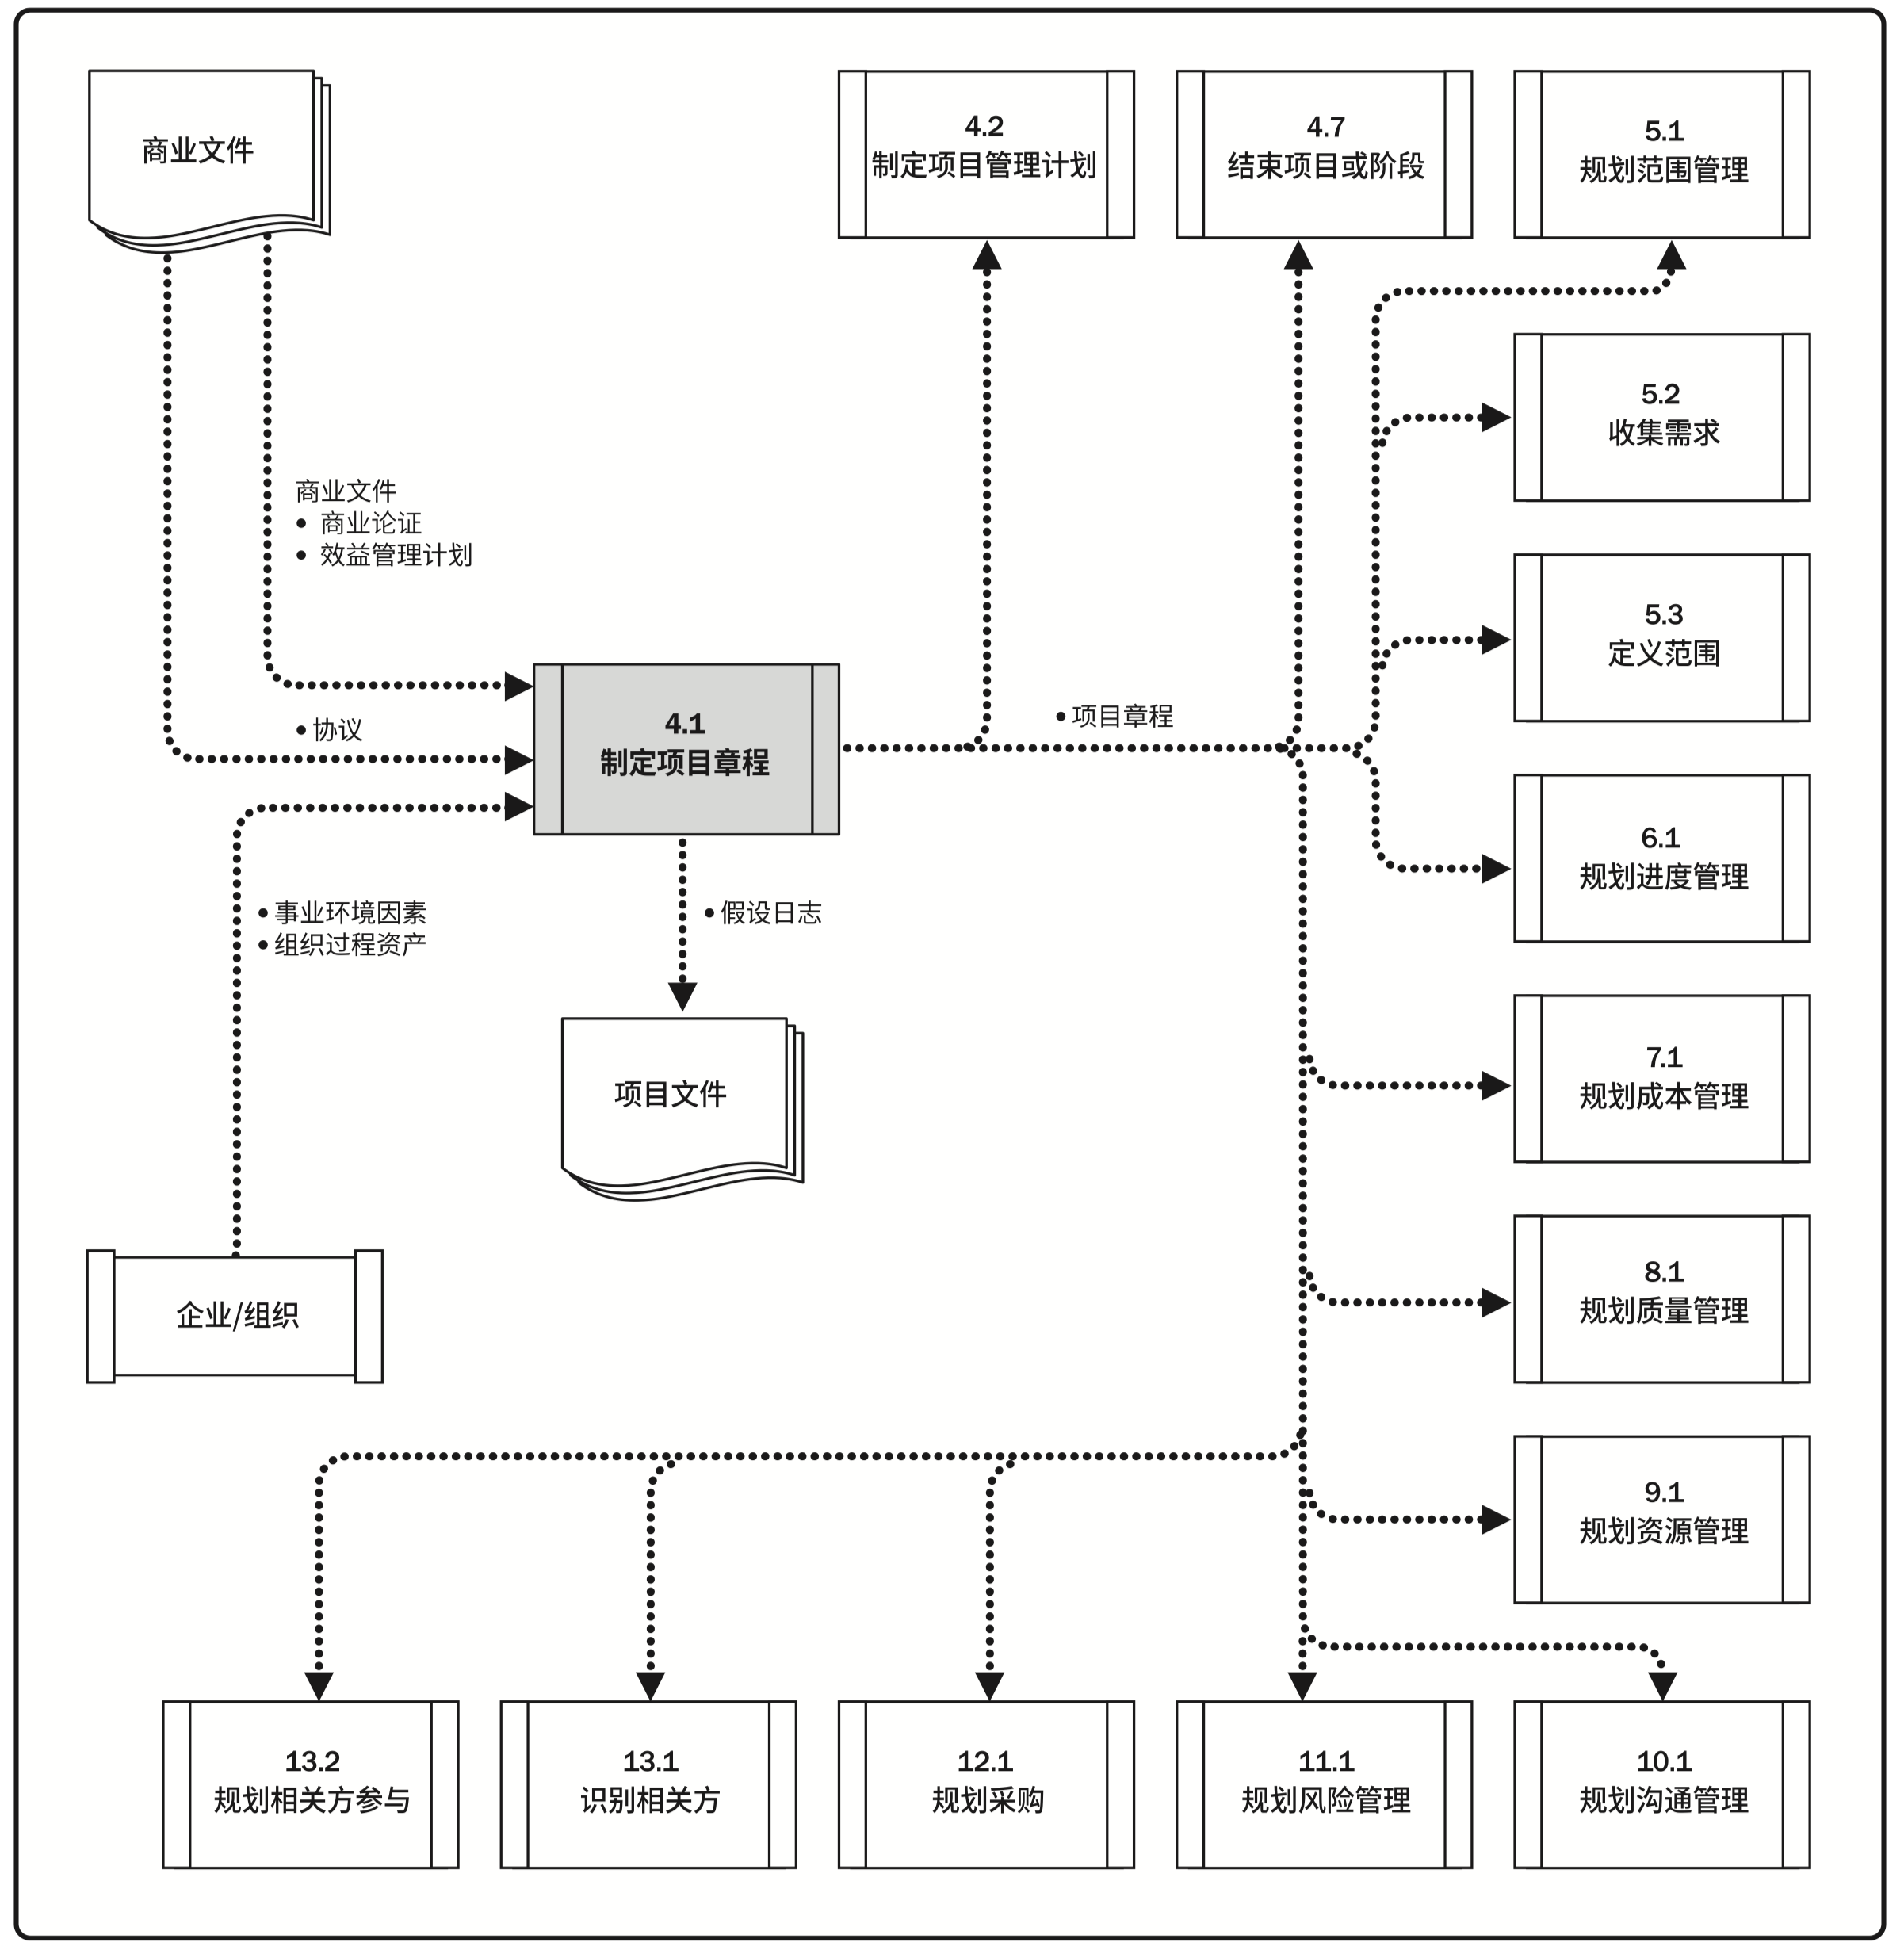 商业文件
4.2
制定项目管理计划
4.7
结束项目或阶段
5.1
规划范围管理
5.2
收集需求
商业文件
• 商业论证
• 效益管理计划
5.3
定义范围
• 协议
4.1
制定项目章程
• 项目章程
6.1
规划进度管理
• 事业环境因素
• 组织过程资产
• 假设日志
项目文件
7.1
规划成本管理
企业/组织
8.1
规划质量管理
9.1
规划资源管理
13.2
规划相关方参与
13.1
识别相关方
12.1
规划采购
11.1
规划风险管理
10.1
规划沟通管理